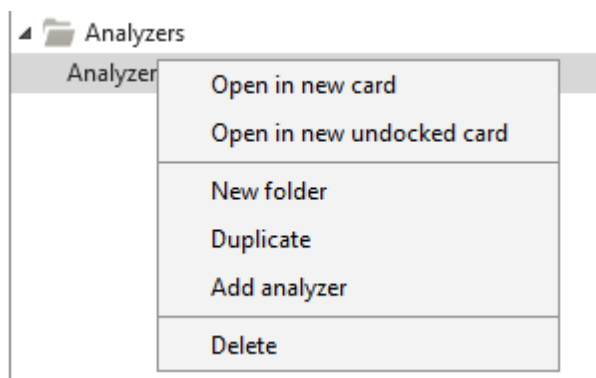 Analyzers
Analyzer
Open in new card
Open in new undocked card
New folder
Duplicate
Add analyzer
Delete